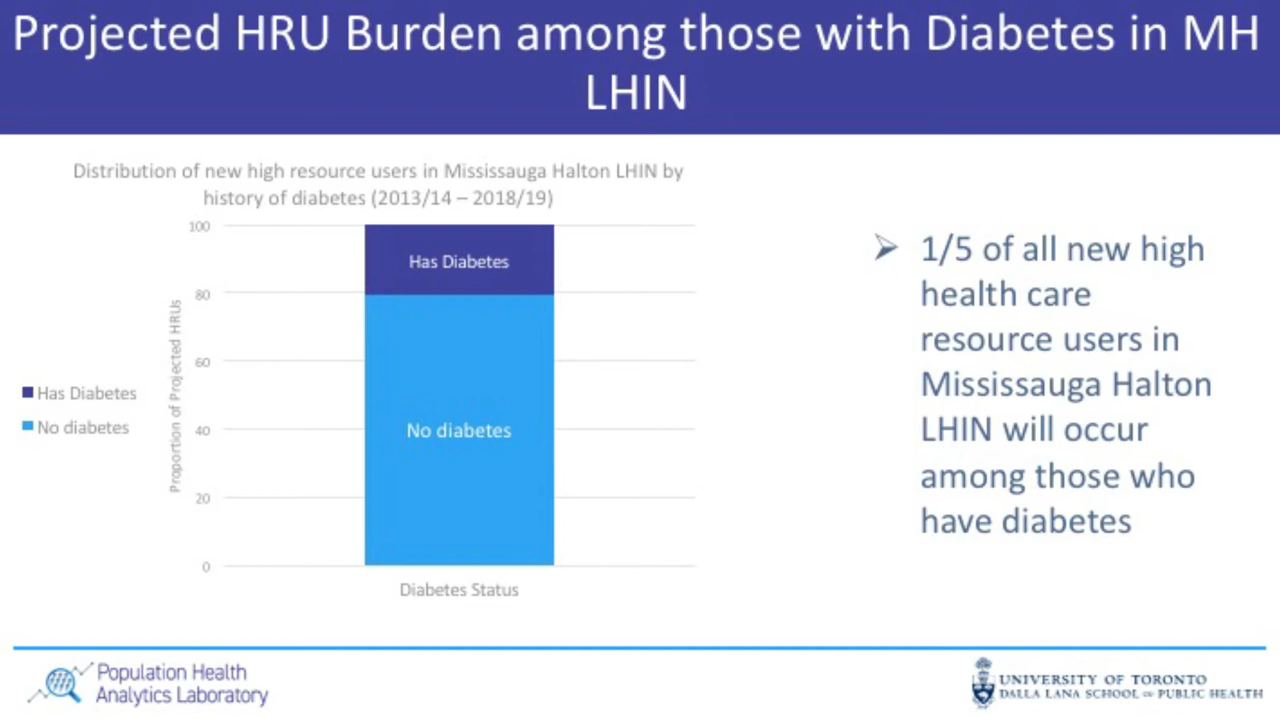 Projected HRU Burden among those with Diabetes in MH
LHIN
Distribution of new high resource users in Mississauga Halton LHIN by
history of diabetes (2013/14 – 2018/19)
100
80
60
40
20
0
Proportion of Projected HRUs
Has Diabetes
No diabetes
Has Diabetes
No diabetes
Diabetes Status
➢ 1/5 of all new high
health care
resource users in
Mississauga Halton
LHIN will occur
among those who
have diabetes
Population Health
Analytics Laboratory
UNIVERSITY OF TORONTO
DALLA LANA SCHOOL OF PUBLIC HEALTH